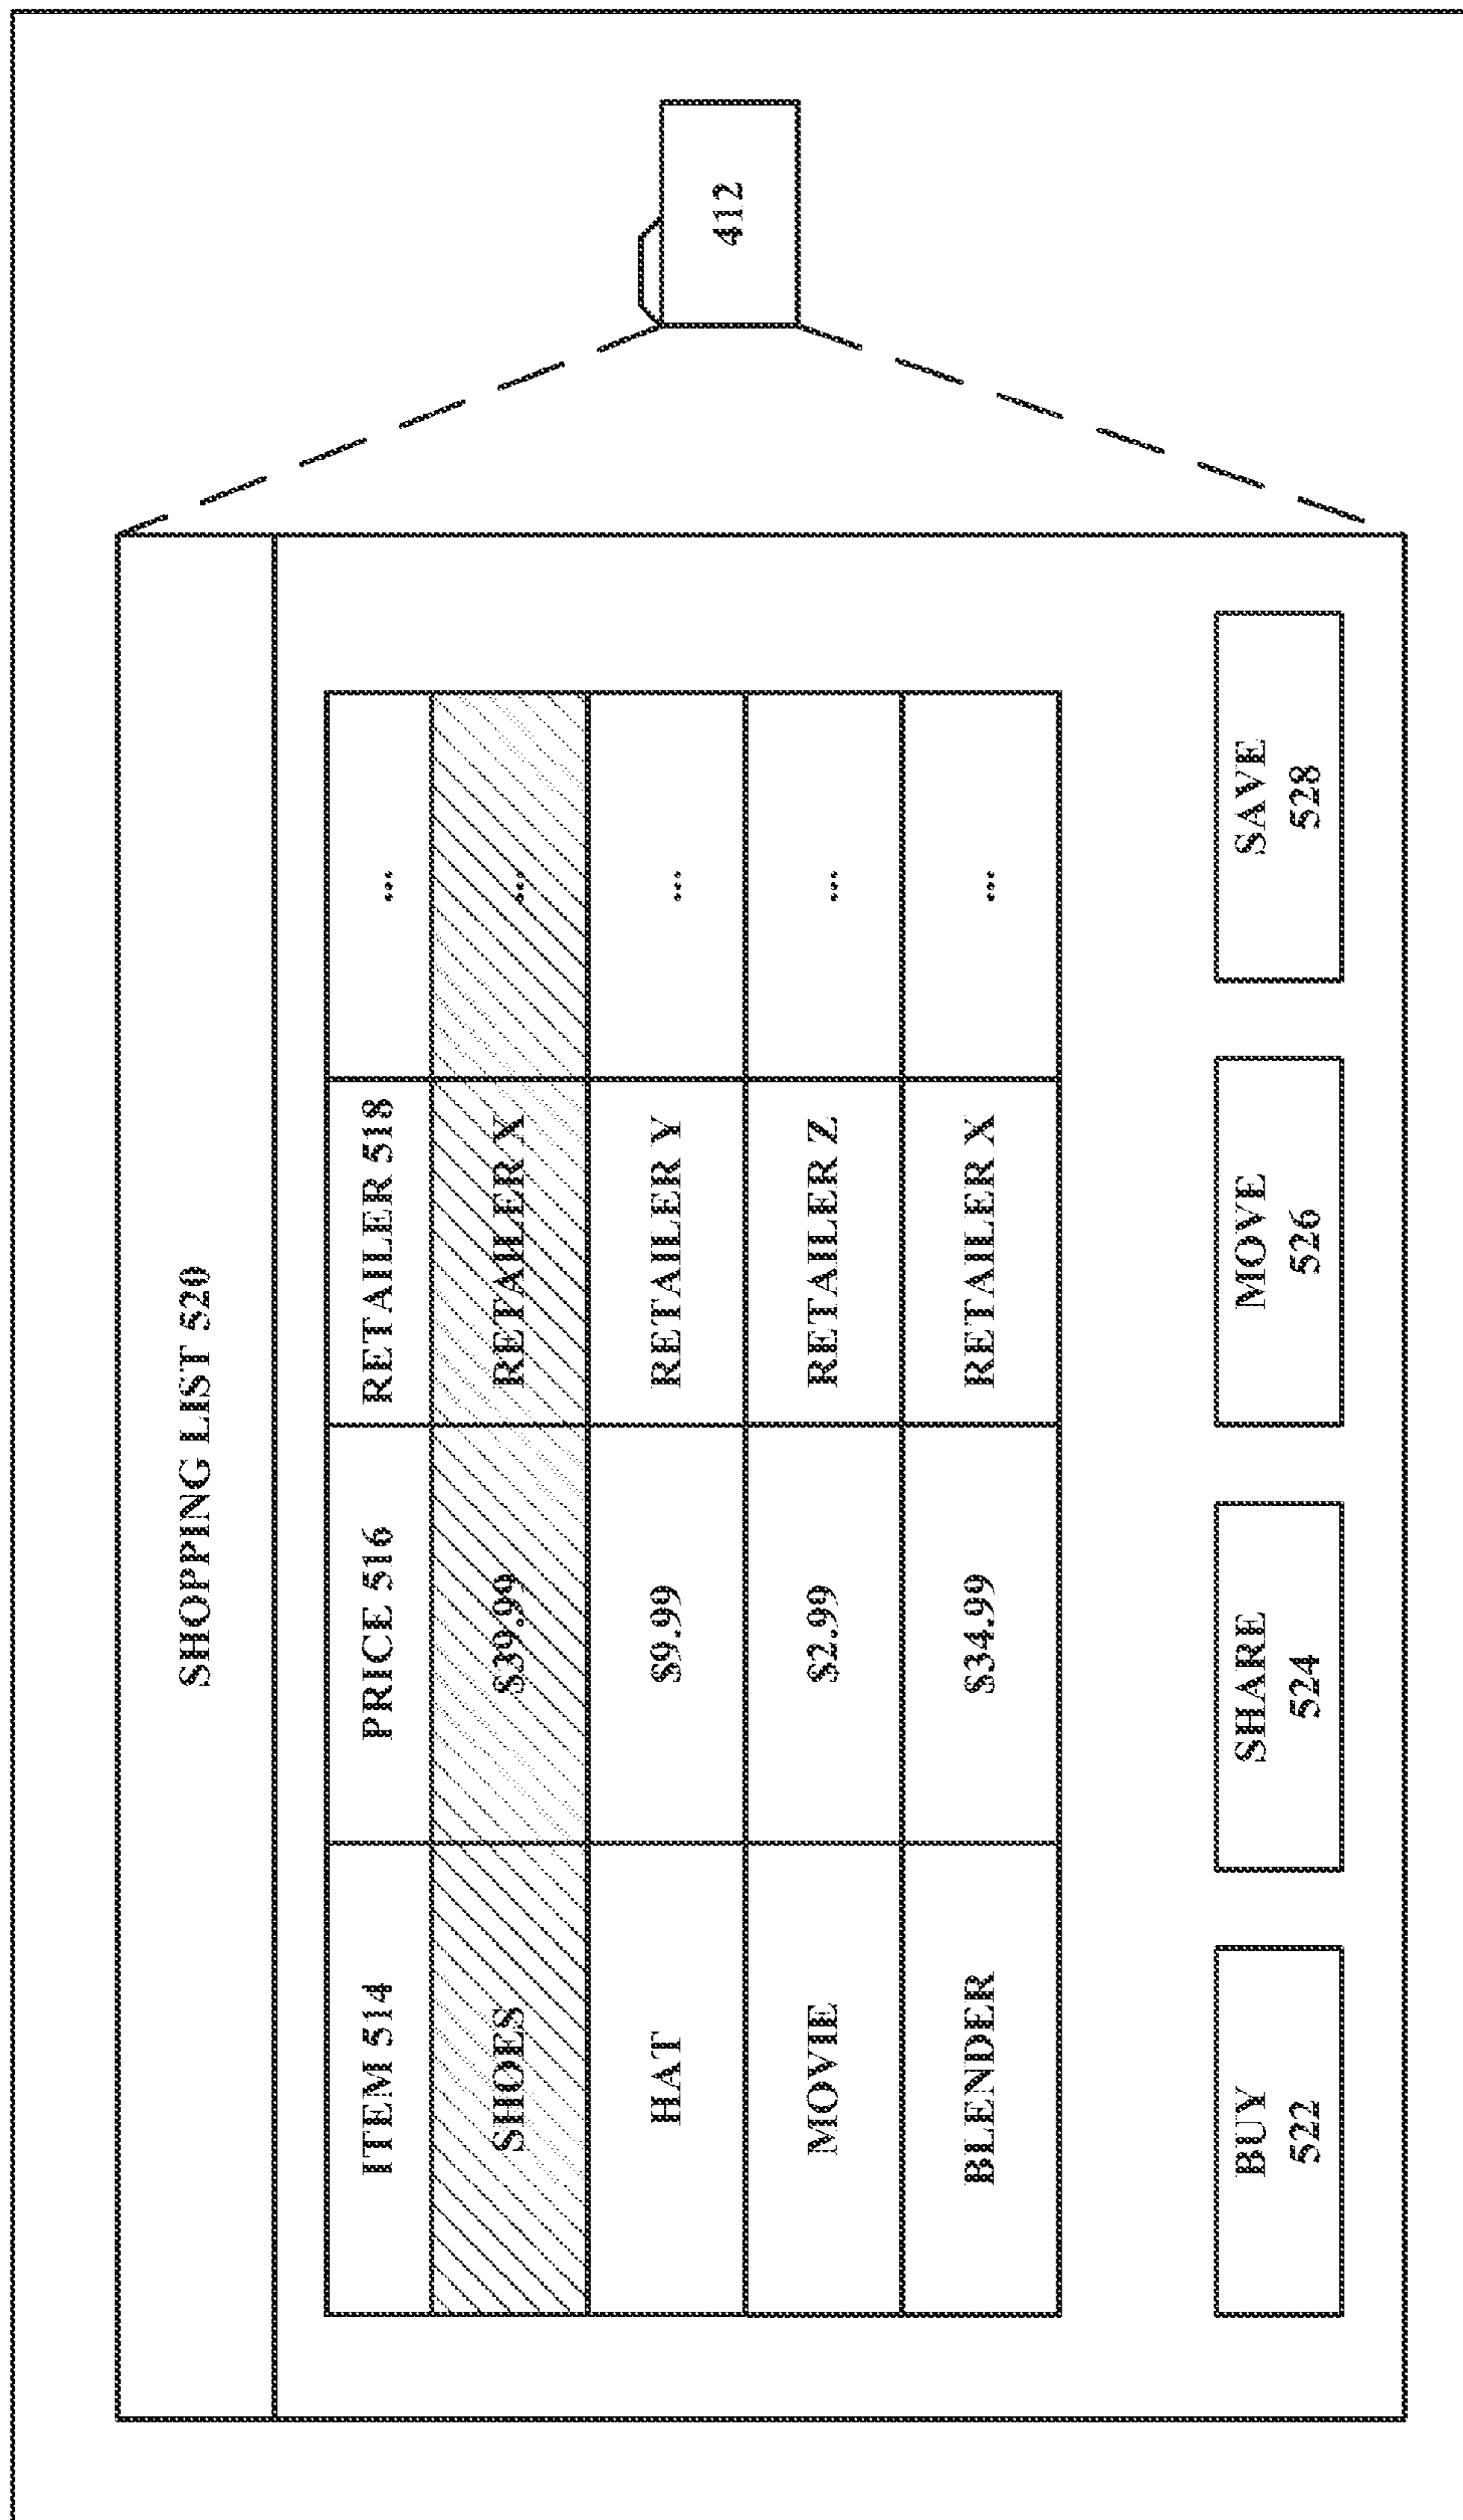 SHOPPING LIST 520
ITEM 514 PRICE 516 RETAILER 518 ...
SHOES $39.99 RETAILER X ...
HAT $9.99 RETAILER Y ...
MOVIE $2.99 RETAILER Z ...
BLENDER $34.99 RETAILER X ...
BUY SHARE MOVE SAVE
522 524 526 528
412